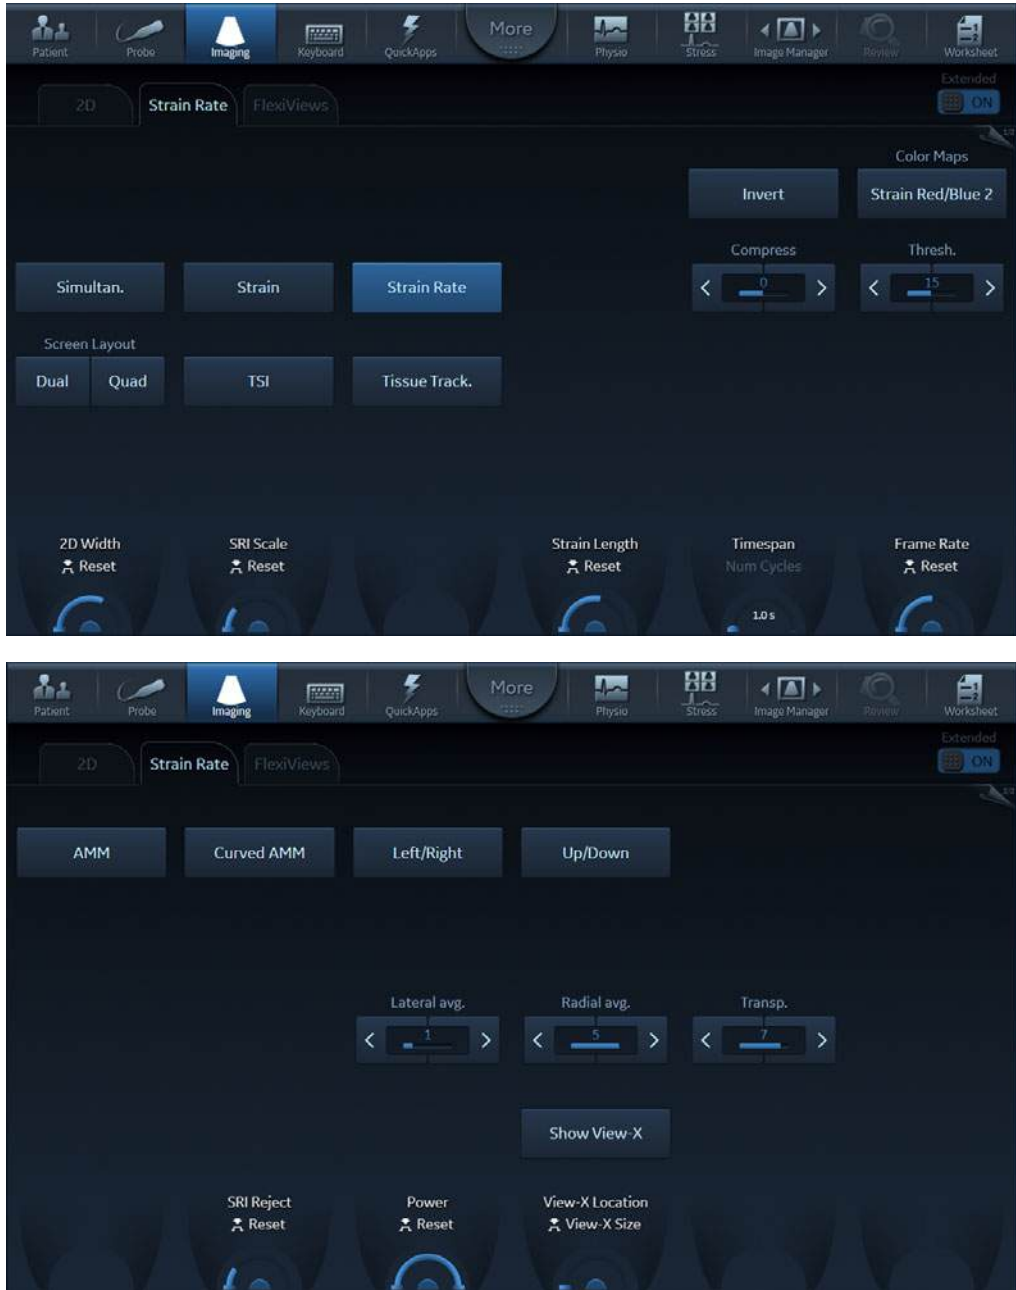 Patient Probe Imaging Keyboard QuickApps More Physio Stress Image Manager Review Worksheet
Extended
2D Strain Rate FlexiViews ON
Color Maps
Invert Strain Red/Blue 2
Compress Thresh.
Simultan. Strain Strain Rate 0 15
Screen Layout
Dual Quad TSI Tissue Track.
2D Width SRI Scale Strain Length Timespan Frame Rate
Reset Reset Reset Num Cycles Reset
1.0 s
Patient Probe Imaging Keyboard QuickApps More Physio Stress Image Manager Review Worksheet
Extended
2D Strain Rate FlexiViews ON
AMM Curved AMM Left/Right Up/Down
Lateral avg. Radial avg. Transp.
1 5 7
Show View-X
SRI Reject Power View-X Location
Reset Reset View-X Size